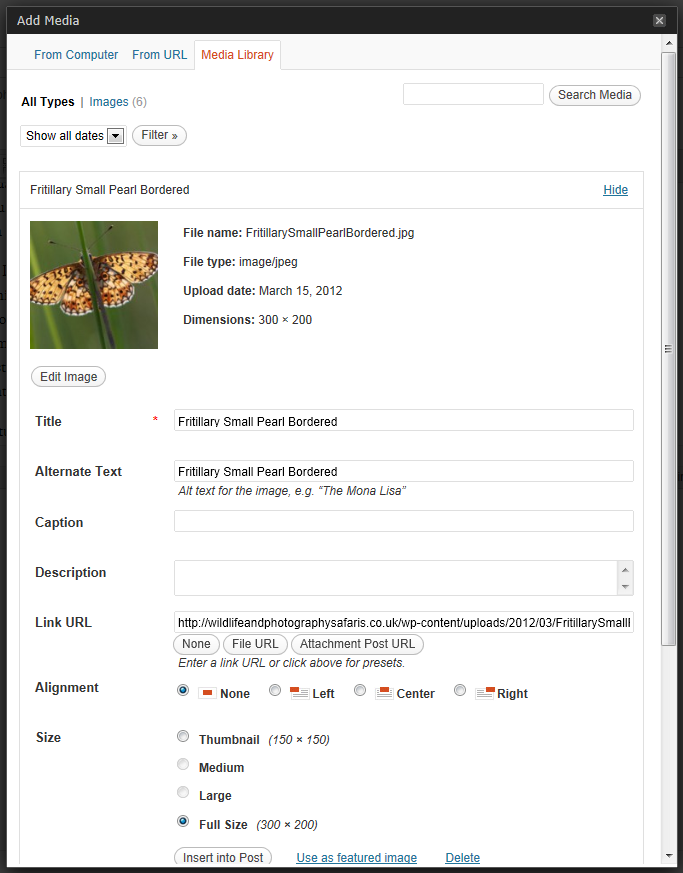 Add Media
From Computer From URL Media Library
All Types | Images (6)
Search Media
Show all dates Filter »
Fritillary Small Pearl Bordered Hide
File name: FritillarySmallPearlBordered.jpg
File type: image/jpeg
Upload date: March 15, 2012
Dimensions: 300 × 200
Edit Image
Title * Fritillary Small Pearl Bordered
Alternate Text Fritillary Small Pearl Bordered
Alt text for the image, e.g. “The Mona Lisa”
Caption
Description
Link URL http://wildlifeandphotographysafaris.co.uk/wp-content/uploads/2012/03/FritillarySmall
None File URL Attachment Post URL
Enter a link URL or click above for presets.
Alignment None Left Center Right
Size Thumbnail (150 × 150)
Medium
Large
Full Size (300 × 200)
Insert into Post Use as featured image Delete